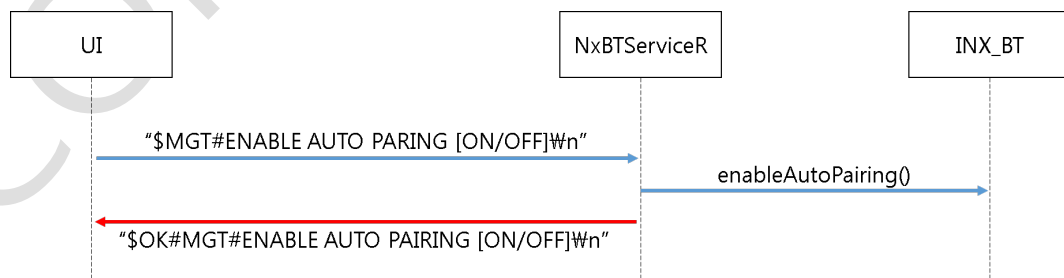 UI
NxBTServiceR
INX_BT
“$MGT#ENABLE AUTO PARING [ON/OFF]₩n”
enableAutoPairing()
“$OK#MGT#ENABLE AUTO PAIRING [ON/OFF]₩n”